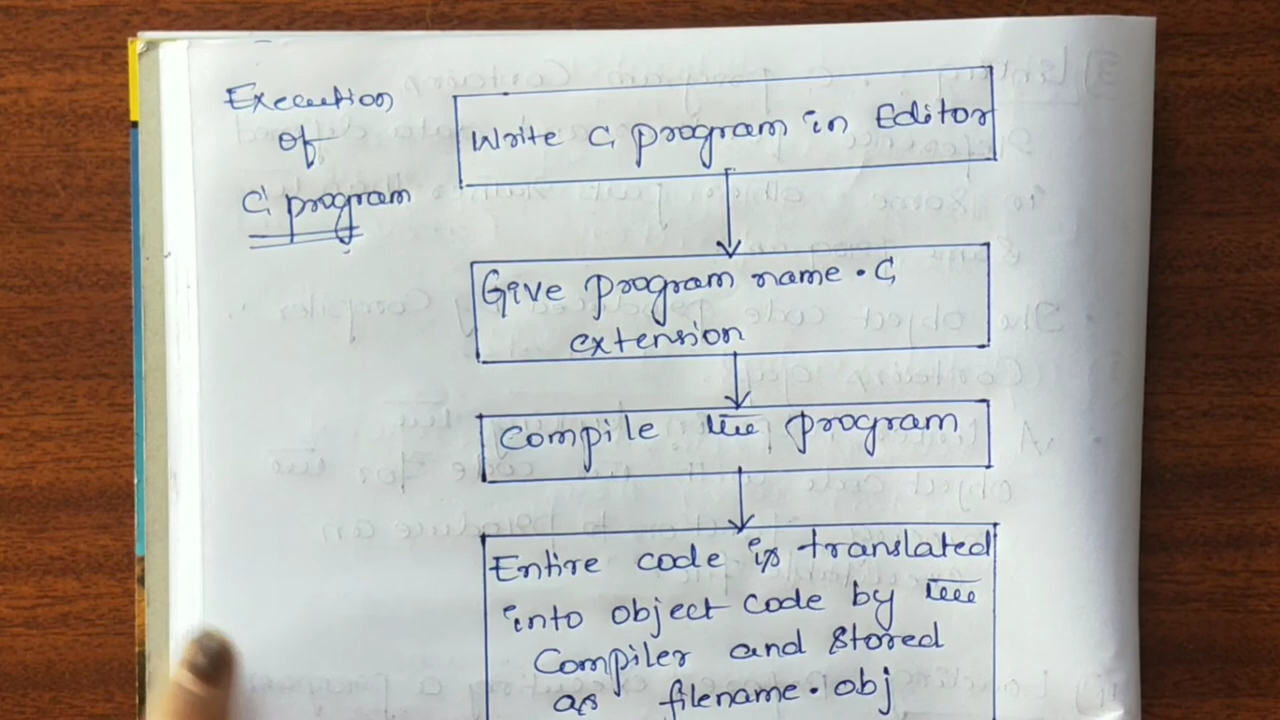 Execution
of
C program
Write C program in Editor
Give program name . C
extension
Compile the program
Entire code is translated
into object code by the
Compiler and stored
as filename . obj